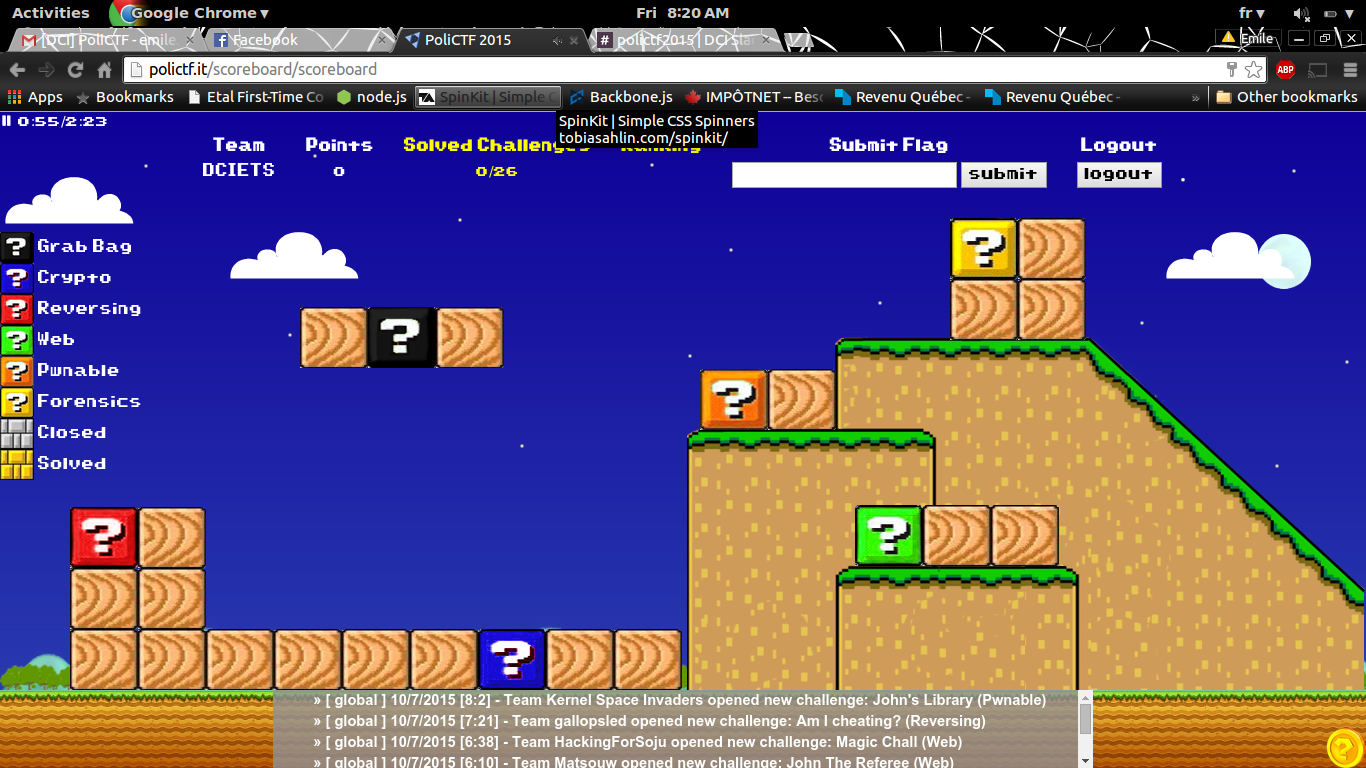 Activities Google Chrome ▾ Fri 8:20 AM fr ▾
[DCI] PoliCTF - emile × Facebook × PoliCTF 2015 × # polictf2015 | DCI Sla × Emile
polictf.it/scoreboard/scoreboard ABP
Apps Bookmarks Etal First-Time Co node.js SpinKit | Simple C Backbone.js IMPÔTNET – Besc Revenu Québec - Revenu Québec - » Other bookmarks
0:55/2:23
SpinKit | Simple CSS Spinners
tobiasahlin.com/spinkit/
Team Points Solved Challenges Ranking Submit Flag Logout
DCIETS 0 0/26 submit logout
? Grab Bag
? Crypto
? Reversing
? Web
? Pwnable
? Forensics
Closed
Solved
?
?
?
?
?
?
» [ global ] 10/7/2015 [8:2] - Team Kernel Space Invaders opened new challenge: John's Library (Pwnable)
» [ global ] 10/7/2015 [7:21] - Team gallopsled opened new challenge: Am I cheating? (Reversing)
» [ global ] 10/7/2015 [6:38] - Team HackingForSoju opened new challenge: Magic Chall (Web)
» [ global ] 10/7/2015 [6:10] - Team Matsouw opened new challenge: John The Referee (Web)
?